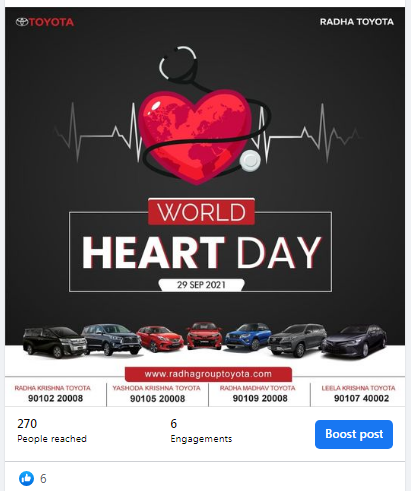 TOYOTA
RADHA TOYOTA
WORLD
HEART DAY
29 SEP 2021
www.radhagrouptoyota.com
RADHA KRISHNA TOYOTA
90102 20008
YASHODA KRISHNA TOYOTA
90105 20008
RADHA MADHAV TOYOTA
90109 20008
LEELA KRISHNA TOYOTA
90107 40002
270
People reached
6
Engagements
Boost post
6